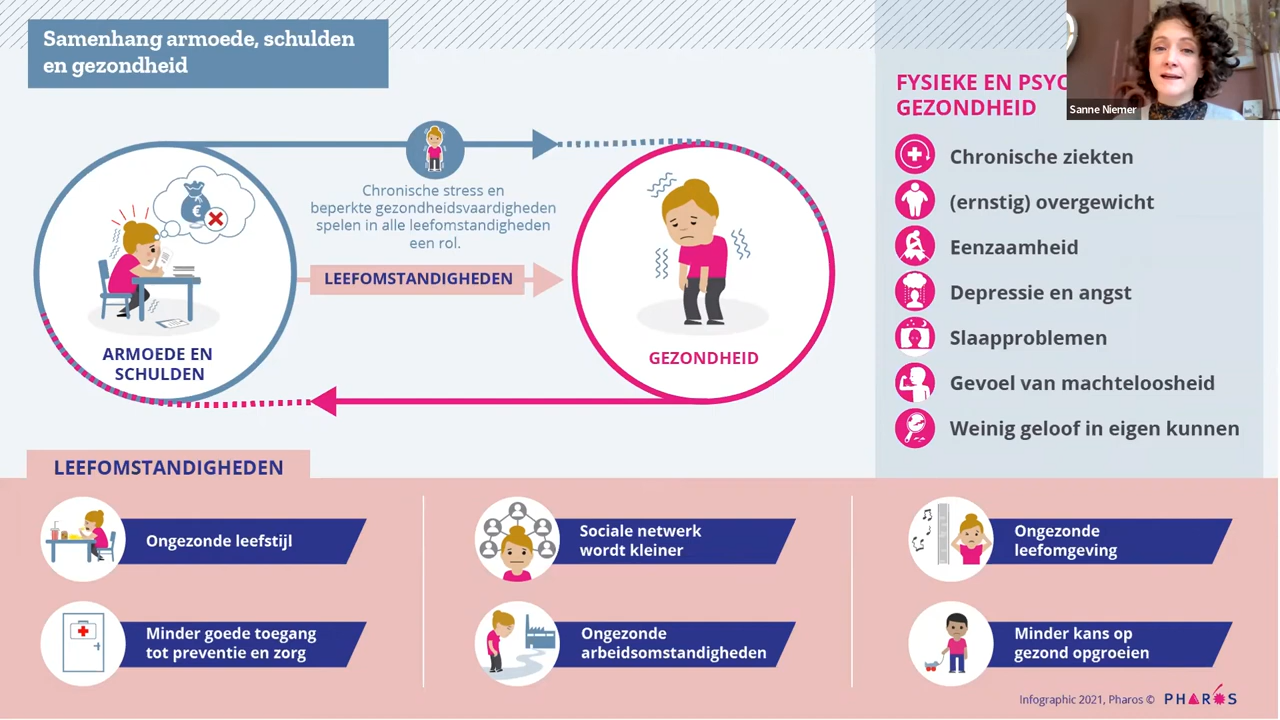 Samenhang armoede, schulden
en gezondheid
Chronische stress en
beperkte gezondheidsvaardigheden
spelen in alle leefomstandigheden
een rol.
LEEFOMSTANDIGHEDEN
€
ARMOEDE EN
SCHULDEN
GEZONDHEID
FYSIEKE EN PSYC
GEZONDHEID
Sanne Niemer
Chronische ziekten
(ernstig) overgewicht
Eenzaamheid
Depressie en angst
Slaapproblemen
Gevoel van machteloosheid
Weinig geloof in eigen kunnen
LEEFOMSTANDIGHEDEN
Ongezonde leefstijl
Sociale netwerk
wordt kleiner
Ongezonde
leefomgeving
Minder goede toegang
tot preventie en zorg
Ongezonde
arbeidsomstandigheden
Minder kans op
gezond opgroeien
Infographic 2021, Pharos © PHAROS